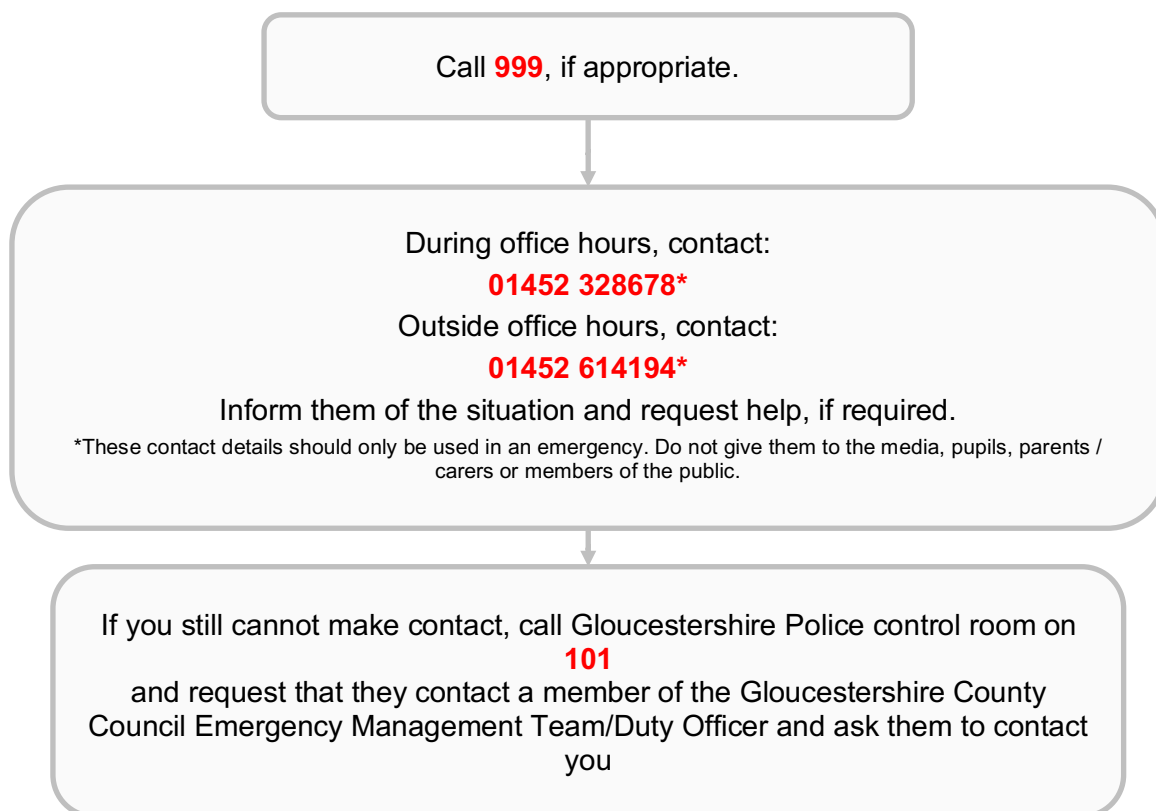 Call 999, if appropriate.
During office hours, contact:
01452 328678*
Outside office hours, contact:
01452 614194*
Inform them of the situation and request help, if required.
*These contact details should only be used in an emergency. Do not give them to the media, pupils, parents /
carers or members of the public.
If you still cannot make contact, call Gloucestershire Police control room on
101
and request that they contact a member of the Gloucestershire County
Council Emergency Management Team/Duty Officer and ask them to contact
you